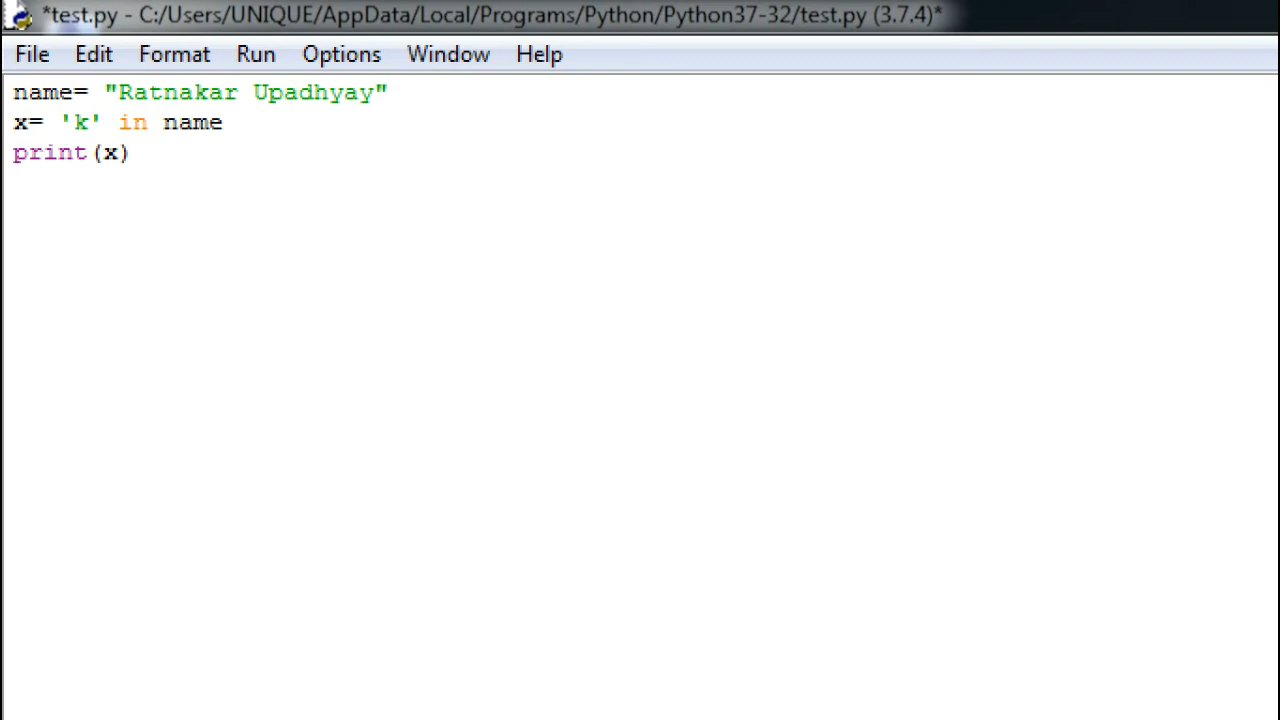 *test.py - C:/Users/UNIQUE/AppData/Local/Programs/Python/Python37-32/test.py (3.7.4)*
File Edit Format Run Options Window Help
name= "Ratnakar Upadhyay"
x= 'k' in name
print(x)